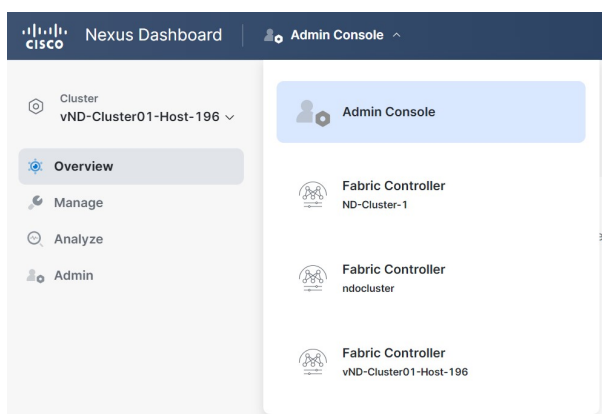 CISCO
Nexus Dashboard
Admin Console
Cluster
vND-Cluster01-Host-196
Overview
Manage
Analyze
Admin
Admin Console
Fabric Controller
ND-Cluster-1
Fabric Controller
ndocluster
Fabric Controller
vND-Cluster01-Host-196